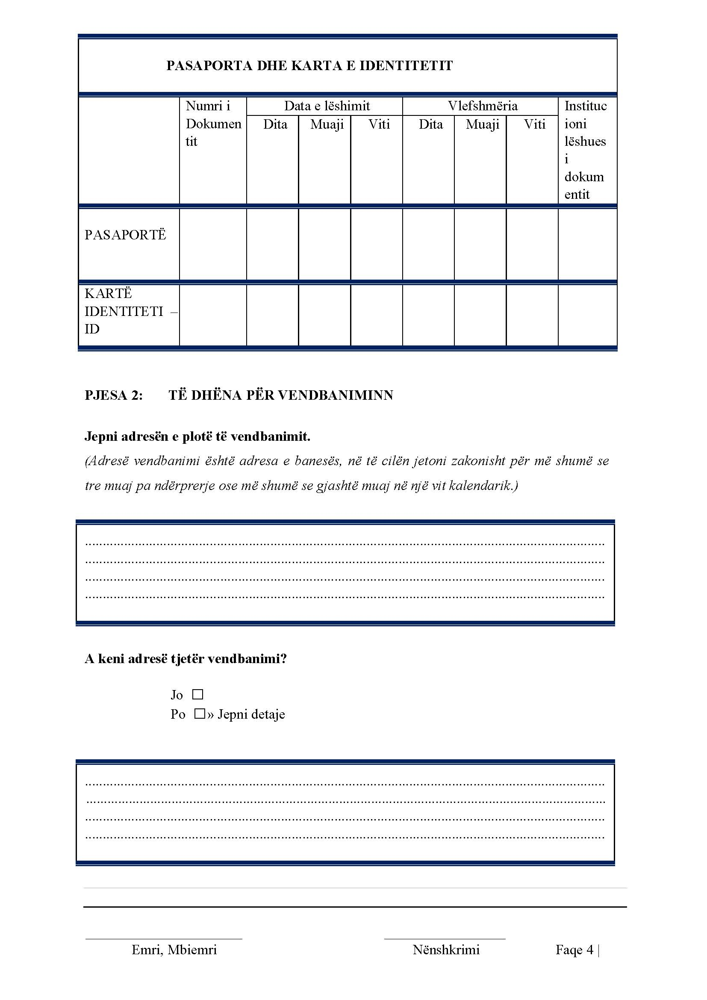 PASAPORTA DHE KARTA E IDENTITETIT
Numri i
Dokumen
tit
Data e lëshimit
Vlefshmëria
Dita
Muaji
Viti
Dita
Muaji
Viti
Instituc
ioni
lëshues
i
dokum
entit
PASAPORTË
KARTË
IDENTITETI –
ID
PJESA 2: TË DHËNA PËR VENDBANIMINN
Jepni adresën e plotë të vendbanimit.
(Adresë vendbanimi është adresa e banesës, në të cilën jetoni zakonisht për më shumë se
tre muaj pa ndërprerje ose më shumë se gjashtë muaj në një vit kalendarik.)
A keni adresë tjetër vendbanimi?
Jo ☐
Po ☐» Jepni detaje
Emri, Mbiemri
Nënshkrimi
Faqe 4 |